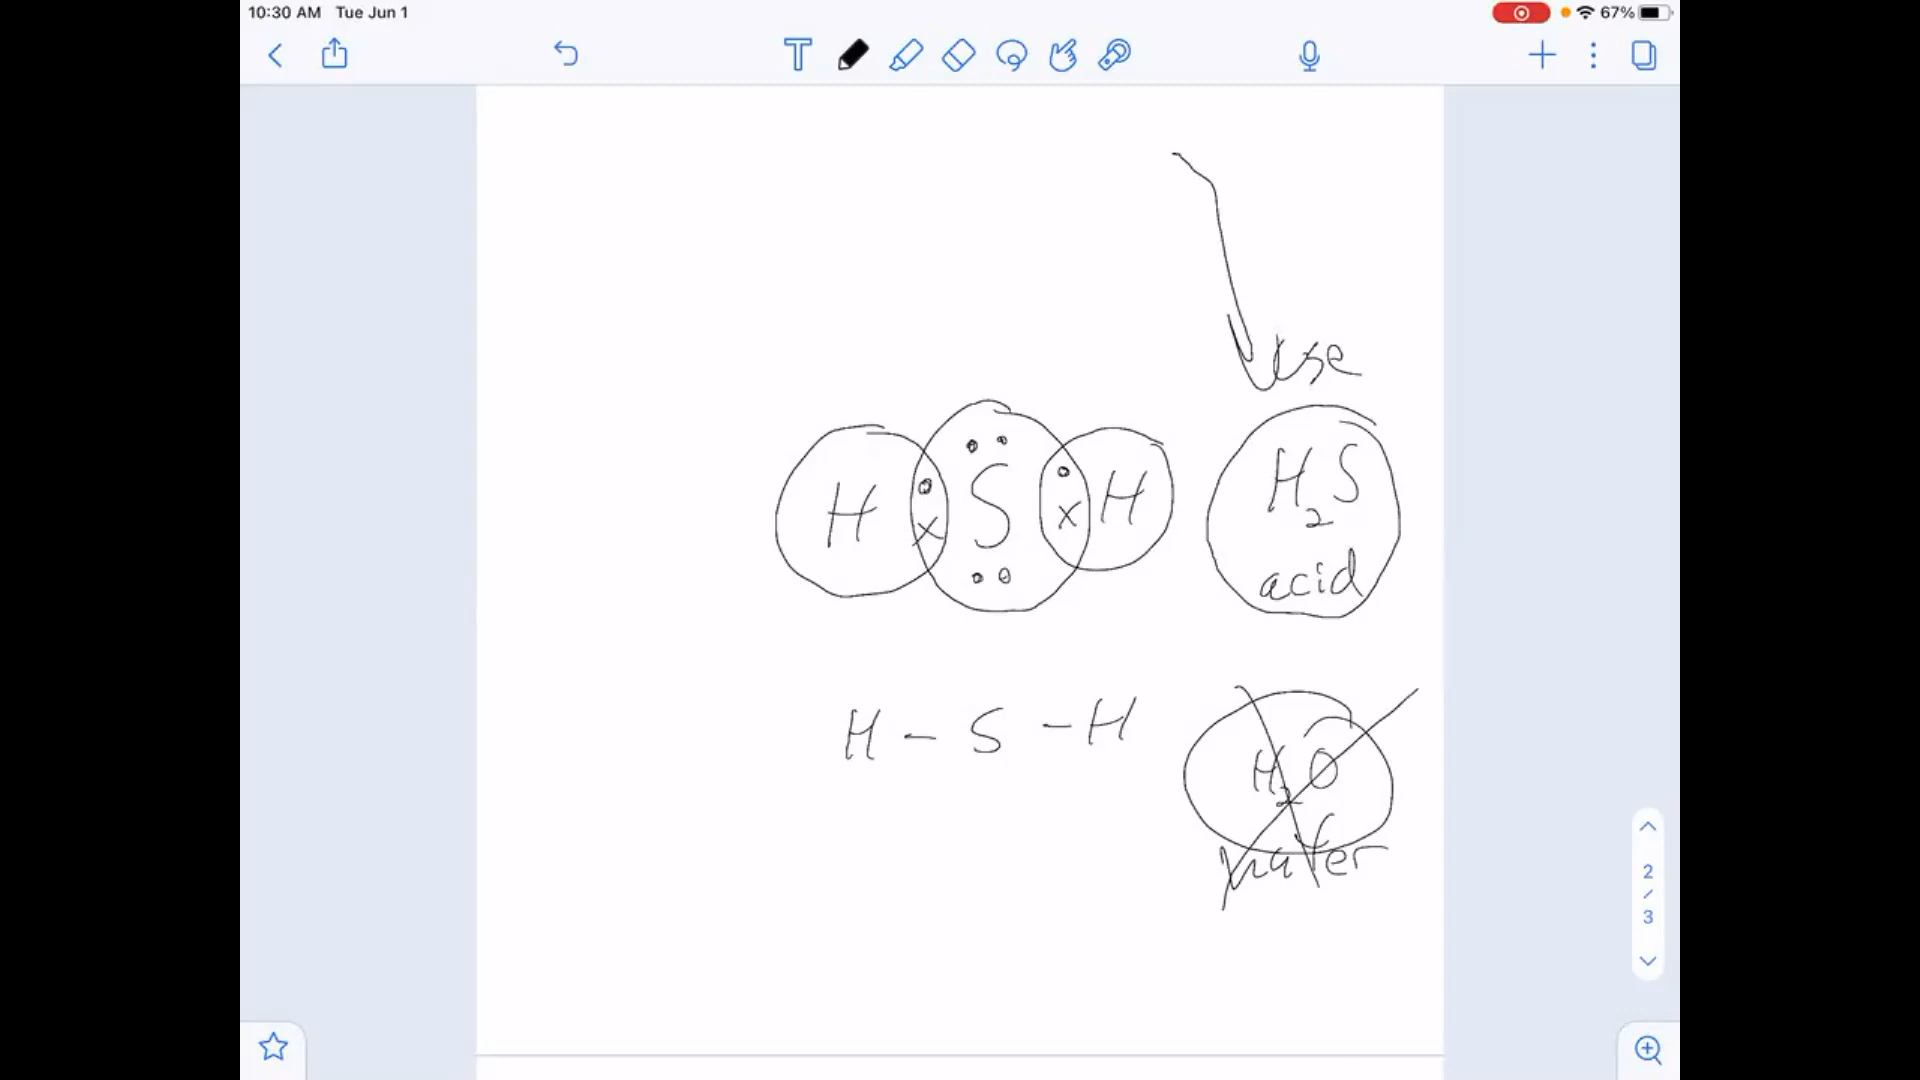 10:30 AM Tue Jun 1
67%
T
use
H S H
H₂S
acid
H - S - H
H₂O
water
2
/
3